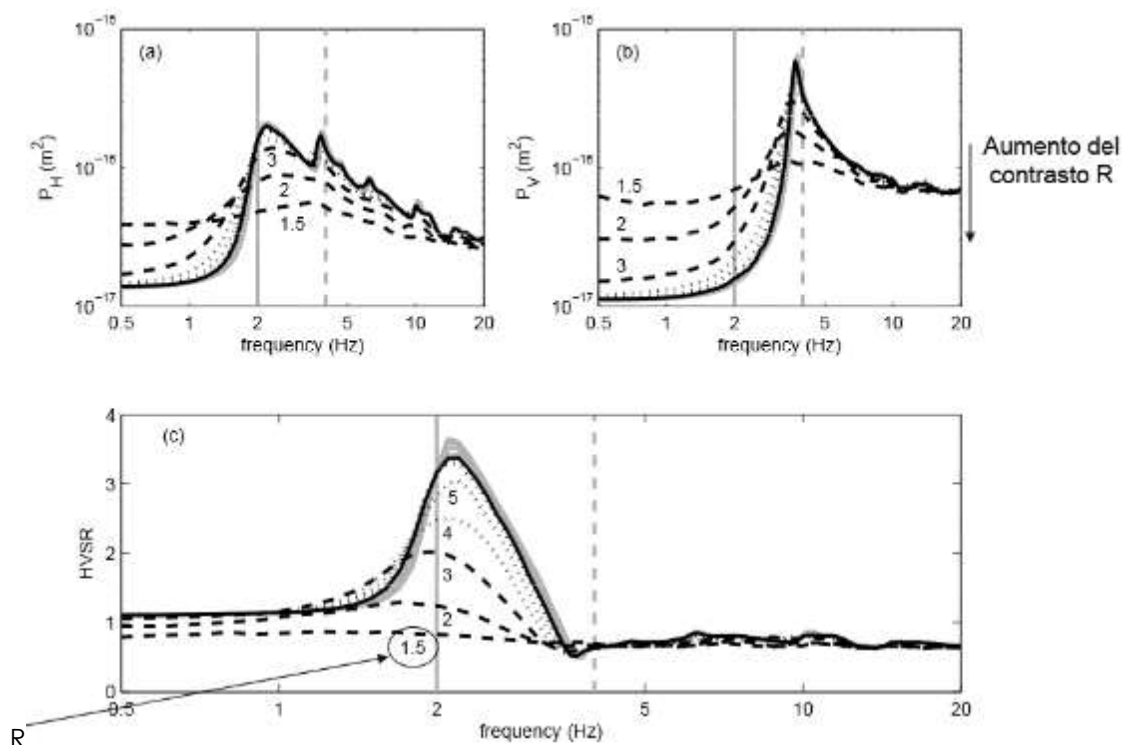 10⁻¹⁵
(a)
P_H (m²)
10⁻¹⁶
3
2
1.5
10⁻¹⁷
0.5 1 2 5 10 20
frequency (Hz)
10⁻¹⁵
(b)
P_V (m²)
10⁻¹⁶
1.5
2
3
10⁻¹⁷
0.5 1 2 5 10 20
frequency (Hz)
Aumento del
contrasto R
4
(c)
3
5
4
HVSR
2
3
1
2
1.5
0
0.5 1 2 5 10 20
frequency (Hz)
R